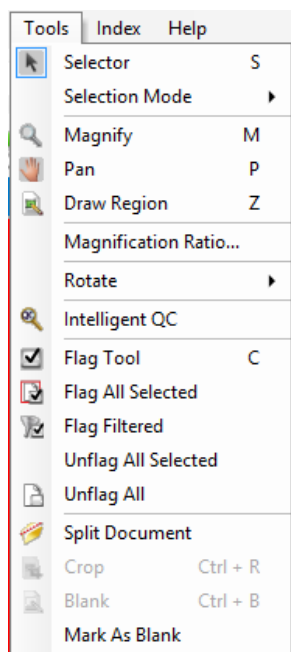 Tools Index Help
Selector S
Selection Mode
Magnify M
Pan P
Draw Region Z
Magnification Ratio...
Rotate
Intelligent QC
Flag Tool C
Flag All Selected
Flag Filtered
Unflag All Selected
Unflag All
Split Document
Crop Ctrl + R
Blank Ctrl + B
Mark As Blank